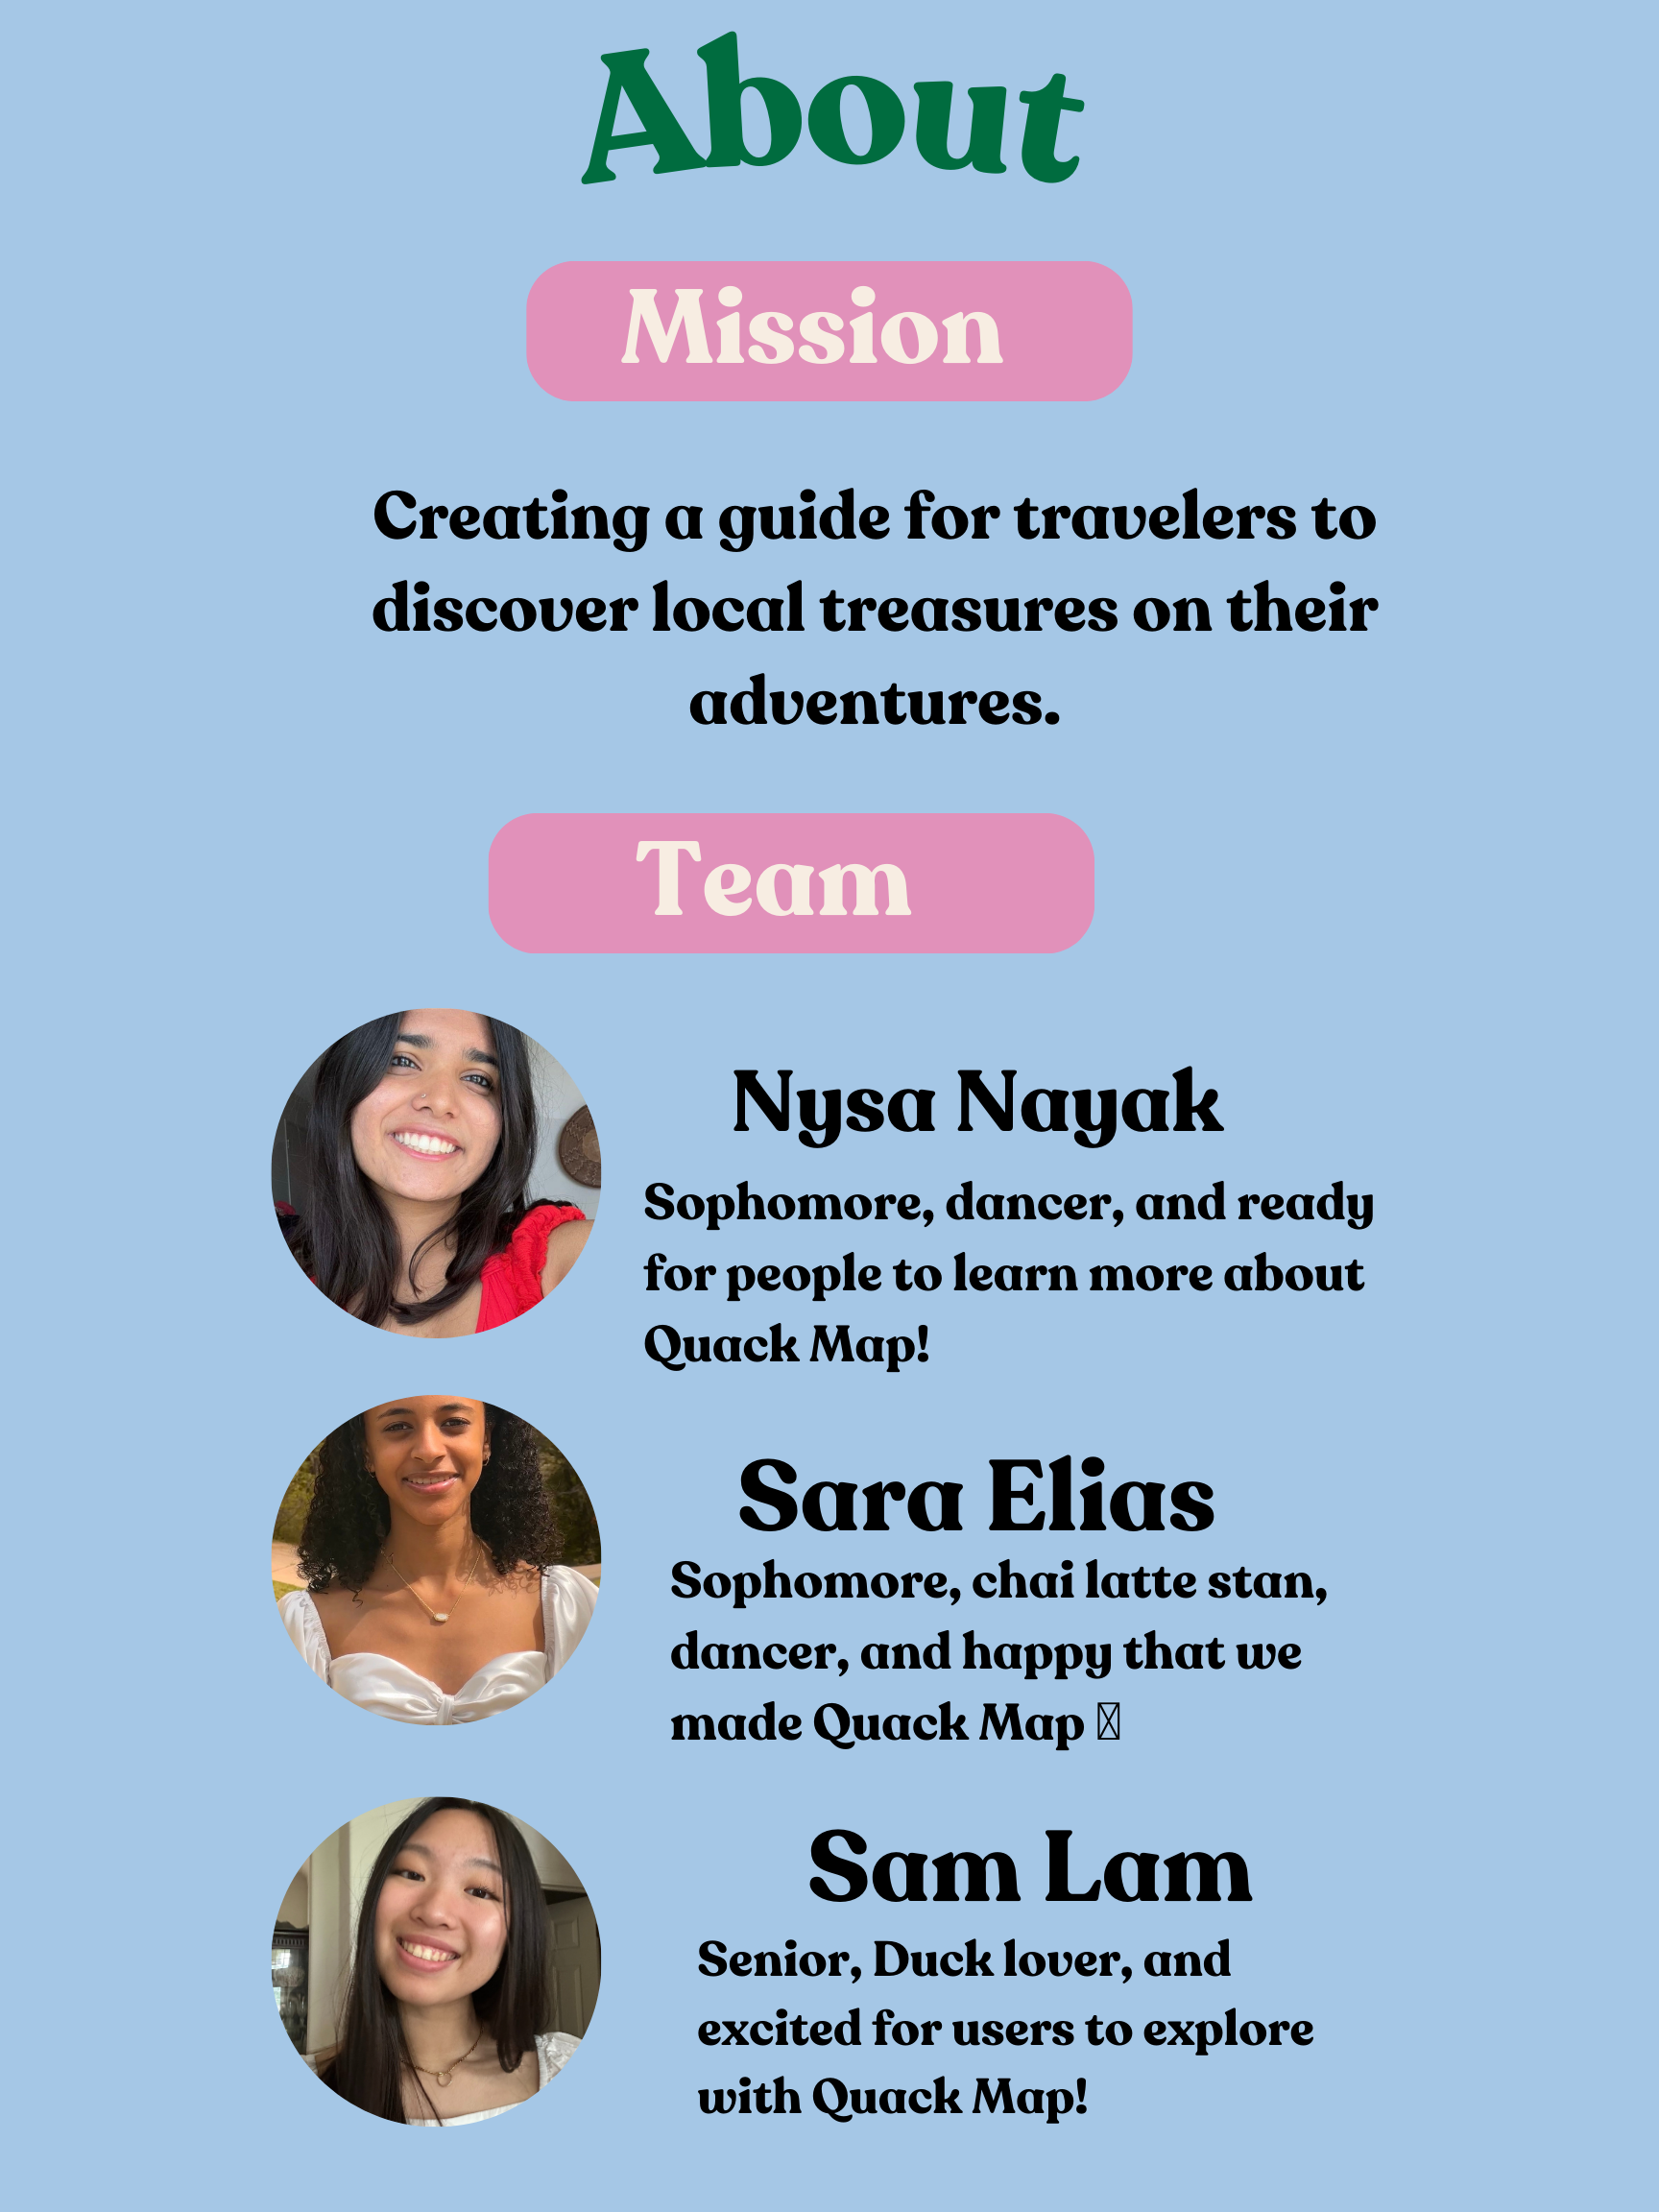 About
Mission
Creating a guide for travelers to
discover local treasures on their
adventures.
Team
Nysa Nayak
Sophomore, dancer, and ready
for people to learn more about
Quack Map!
Sara Elias
Sophomore, chai latte stan,
dancer, and happy that we
made Quack Map
Sam Lam
Senior, Duck lover, and
excited for users to explore
with Quack Map!